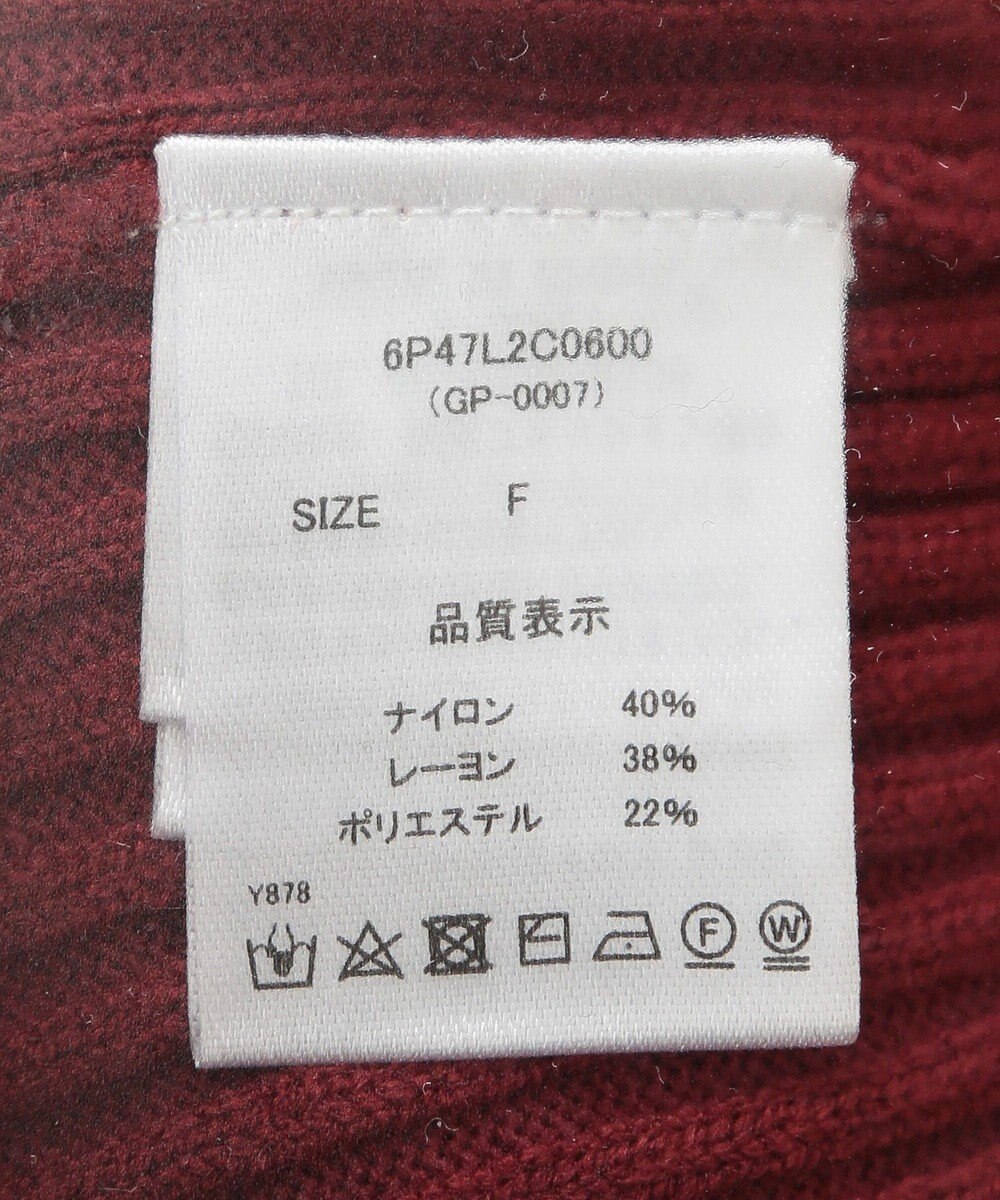 6P47L2C0600
(GP-0007)
SIZE F
品質表示
ナイロン 40%
レーヨン 38%
ポリエステル 22%
Y878
F W